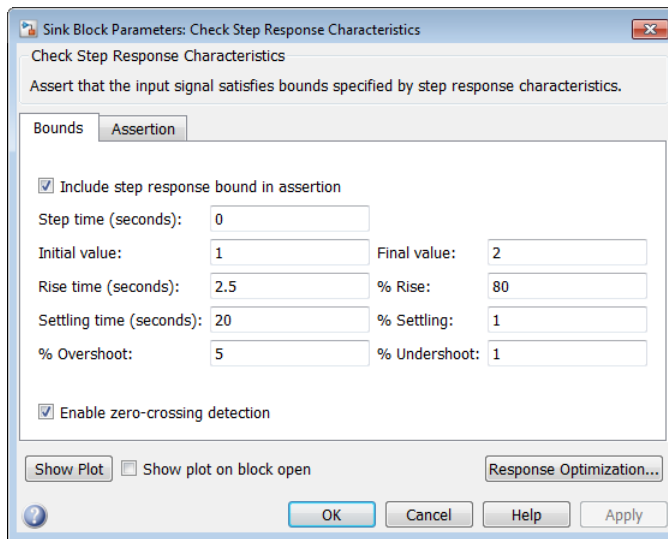 Sink Block Parameters: Check Step Response Characteristics
Check Step Response Characteristics
Assert that the input signal satisfies bounds specified by step response characteristics.
Bounds Assertion
Include step response bound in assertion
Step time (seconds): 0
Initial value: 1 Final value: 2
Rise time (seconds): 2.5 % Rise: 80
Settling time (seconds): 20 % Settling: 1
% Overshoot: 5 % Undershoot: 1
Enable zero-crossing detection
Show Plot Show plot on block open Response Optimization...
? OK Cancel Help Apply